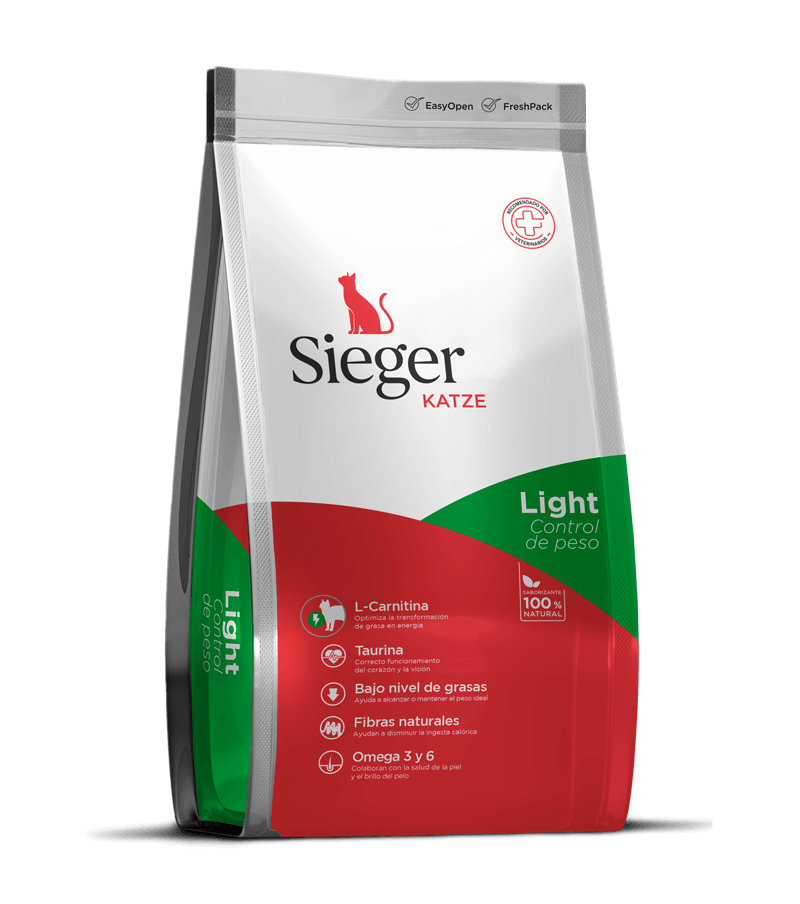 EasyOpen FreshPack
RECOMENDADO POR
VETERINARIOS
Sieger
KATZE
Light
Control
de peso
SABORIZANTE
100%
NATURAL
L-Carnitina
Optimiza la transformación
de grasa en energía
Taurina
Correcto funcionamiento
del corazón y la visión
Bajo nivel de grasas
Ayuda a alcanzar o mantener el peso ideal
Fibras naturales
Ayudan a disminuir la ingesta calórica
Omega 3 y 6
Colaboran con la salud de la piel
y el brillo del pelo
Light
Control
de peso